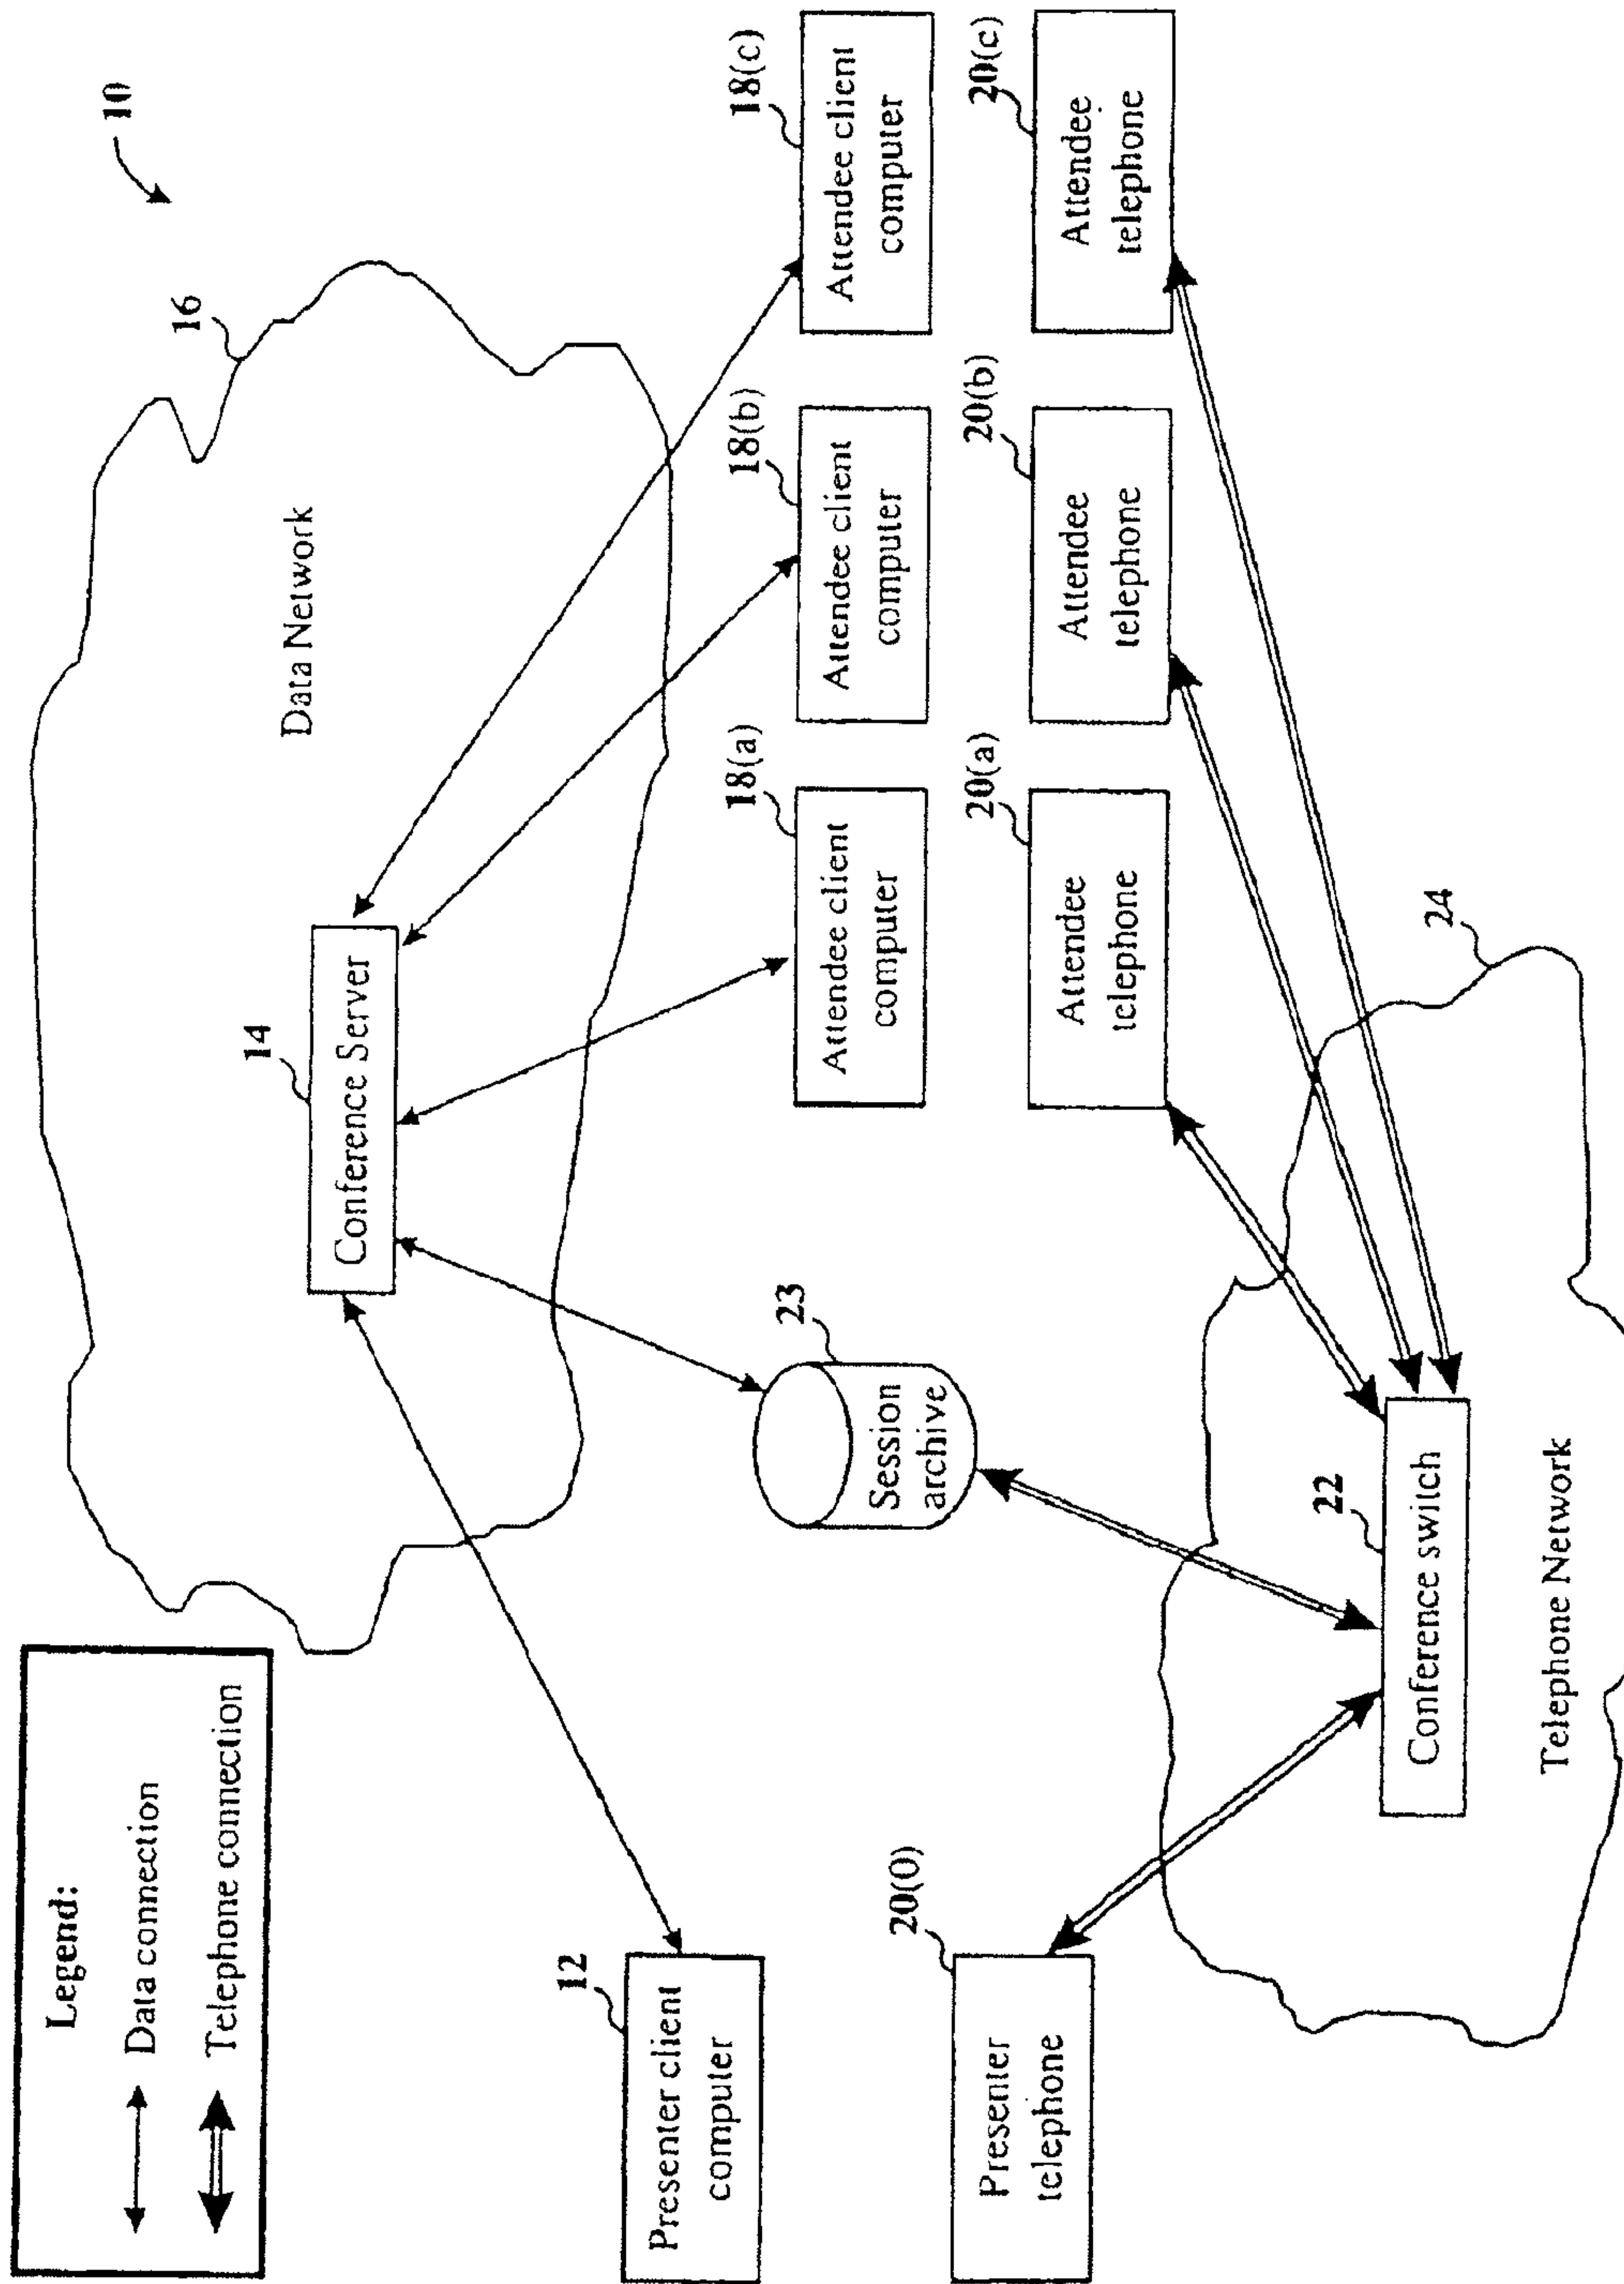 Legend:
Data connection
Telephone connection
10
16
Data Network
14
Conference Server
12
Presenter client
computer
23
Session
archive
18(a)
Attendee client
computer
18(b)
Attendee client
computer
18(c)
Attendee client
computer
20(0)
Presenter
telephone
20(a)
Attendee
telephone
20(b)
Attendee
telephone
20(c)
Attendee
telephone
22
Conference switch
24
Telephone Network